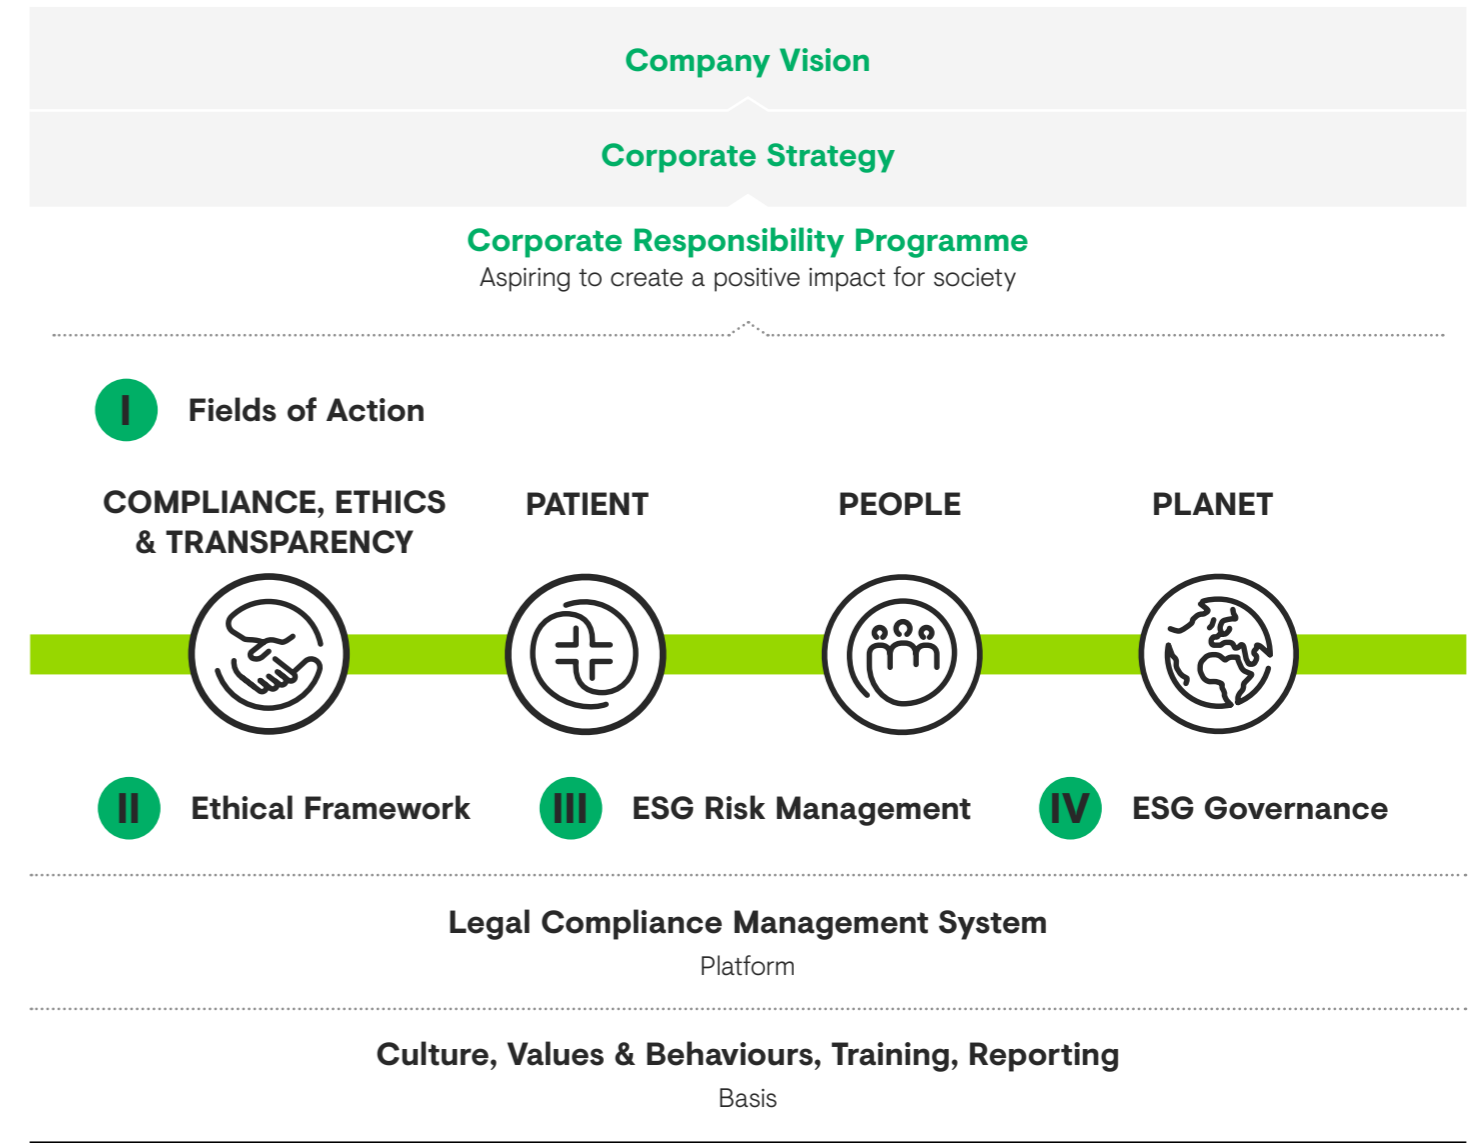 Company Vision
Corporate Strategy
Corporate Responsibility Programme
Aspiring to create a positive impact for society
I Fields of Action
COMPLIANCE, ETHICS
& TRANSPARENCY
PATIENT
PEOPLE
PLANET
II Ethical Framework
III ESG Risk Management
IV ESG Governance
Legal Compliance Management System
Platform
Culture, Values & Behaviours, Training, Reporting
Basis